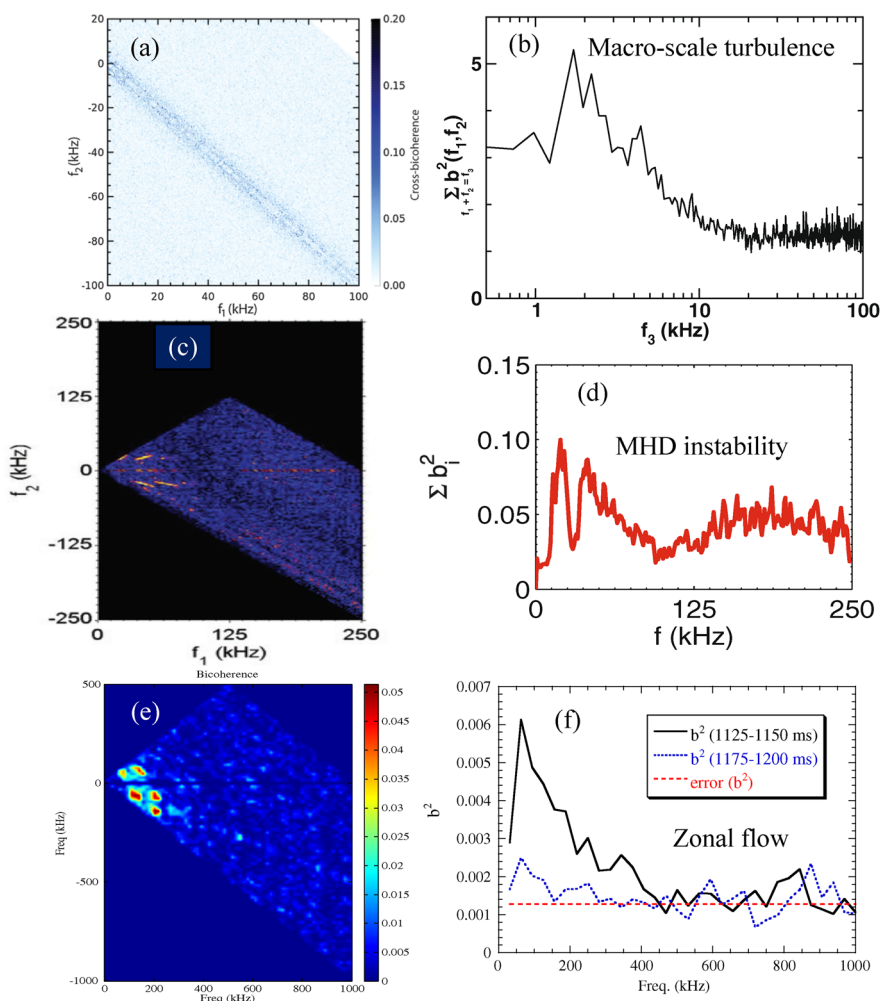 (a)
20
0
-20
-40
-60
-80
-100
f2 (kHz)
0 20 40 60 80 100
f1 (kHz)
0.20
0.15
0.10
0.05
0.00
Cross-bicoherence
(b) Macro-scale turbulence
5
0
Σ b²(f1,f2)
f1 + f2 = f3
1 10 100
f3 (kHz)
(c)
250
125
0
-125
-250
f2 (kHz)
0 125 250
f1 (kHz)
(d)
MHD instability
0.15
0.10
0.05
0
Σ bi²
0 125 250
f (kHz)
Bicoherence
(e)
500
0
-500
-1000
Freq (kHz)
0 200 400 600 800 1000
Freq (kHz)
0.05
0.045
0.04
0.035
0.03
0.025
0.02
0.015
0.01
0.005
0
(f)
0.007
0.006
0.005
0.004
0.003
0.002
0.001
0
b²
b² (1125-1150 ms)
b² (1175-1200 ms)
error (b²)
Zonal flow
0 200 400 600 800 1000
Freq. (kHz)